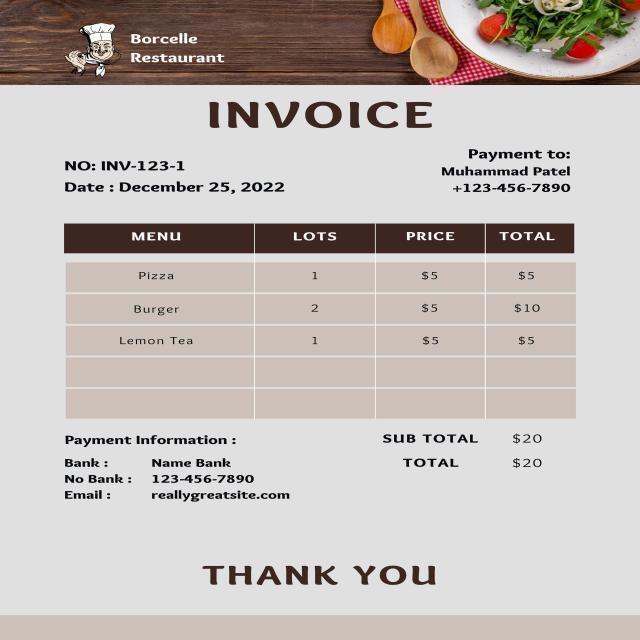 Borcelle
Restaurant
INVOICE
NO: INV-123-1
Date : December 25, 2022
Payment to:
Muhammad Patel
+123-456-7890
MENU LOTS PRICE TOTAL
Pizza 1 $5 $5
Burger 2 $5 $10
Lemon Tea 1 $5 $5
Payment Information :
Bank : Name Bank
No Bank : 123-456-7890
Email : reallygreatsite.com
SUB TOTAL $20
TOTAL $20
THANK YOU